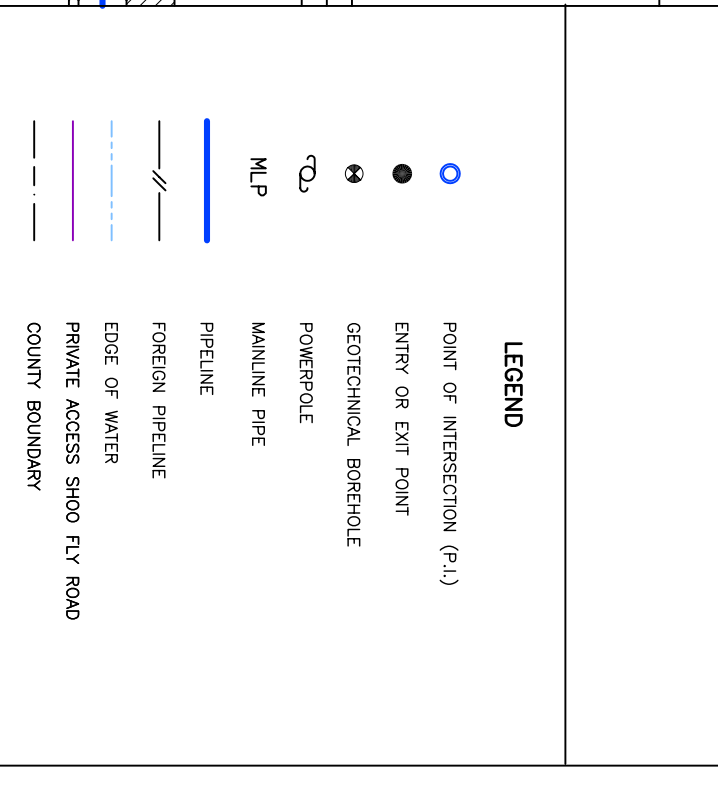 LEGEND
POINT OF INTERSECTION (P.I.)
ENTRY OR EXIT POINT
GEOTECHNICAL BOREHOLE
POWERPOLE
MLP MAINLINE PIPE
PIPELINE
FOREIGN PIPELINE
EDGE OF WATER
PRIVATE ACCESS SHOO FLY ROAD
COUNTY BOUNDARY